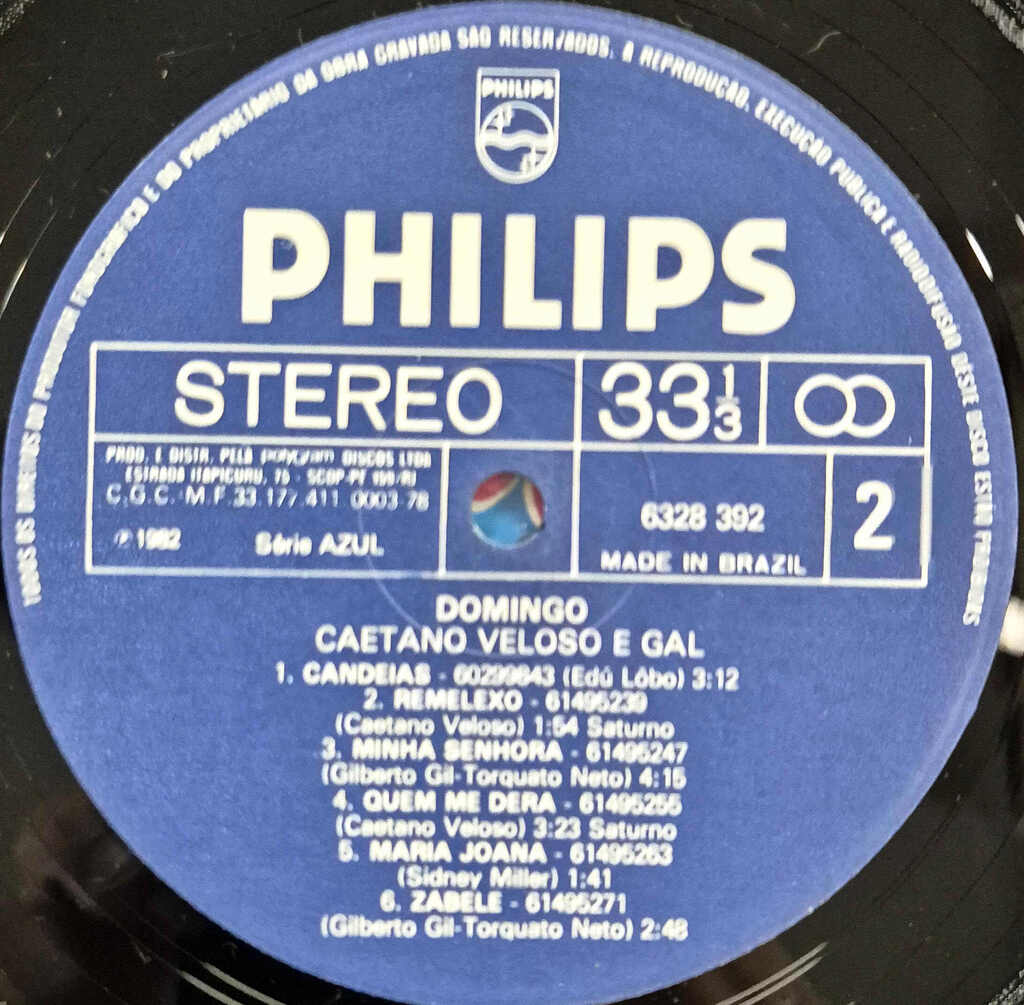 TODOS OS DIREITOS DO PRODUTOR FONOGRÁFICO E DO PROPRIETÁRIO DA OBRA GRAVADA SÃO RESERVADOS. A REPRODUÇÃO, EXECUÇÃO PÚBLICA E RADIODIFUSÃO DÊSTE DISCO ESTÃO PROIBIDAS
PHILIPS
PHILIPS
STEREO
33 1/3
PROD. E DISTR. PELA polygram DISCOS LTDA
ESTRADA ITAPICURU, 75 - SCDP-PF
C.G.C.-M.F. 33.177.411 0003-78
℗ 1982 Série AZUL
6328 392
MADE IN BRAZIL
2
DOMINGO
CAETANO VELOSO E GAL
1. CANDEIAS - 60299843 (Edú Lôbo) 3:12
2. REMELEXO - 61495239
(Caetano Veloso) 1:54 Saturno
3. MINHA SENHORA - 61495247
(Gilberto Gil-Torquato Neto) 4:15
4. QUEM ME DERA - 61495255
(Caetano Veloso) 3:23 Saturno
5. MARIA JOANA - 61495263
(Sidney Miller) 1:41
6. ZABELE - 61495271
(Gilberto Gil-Torquato Neto) 2:48